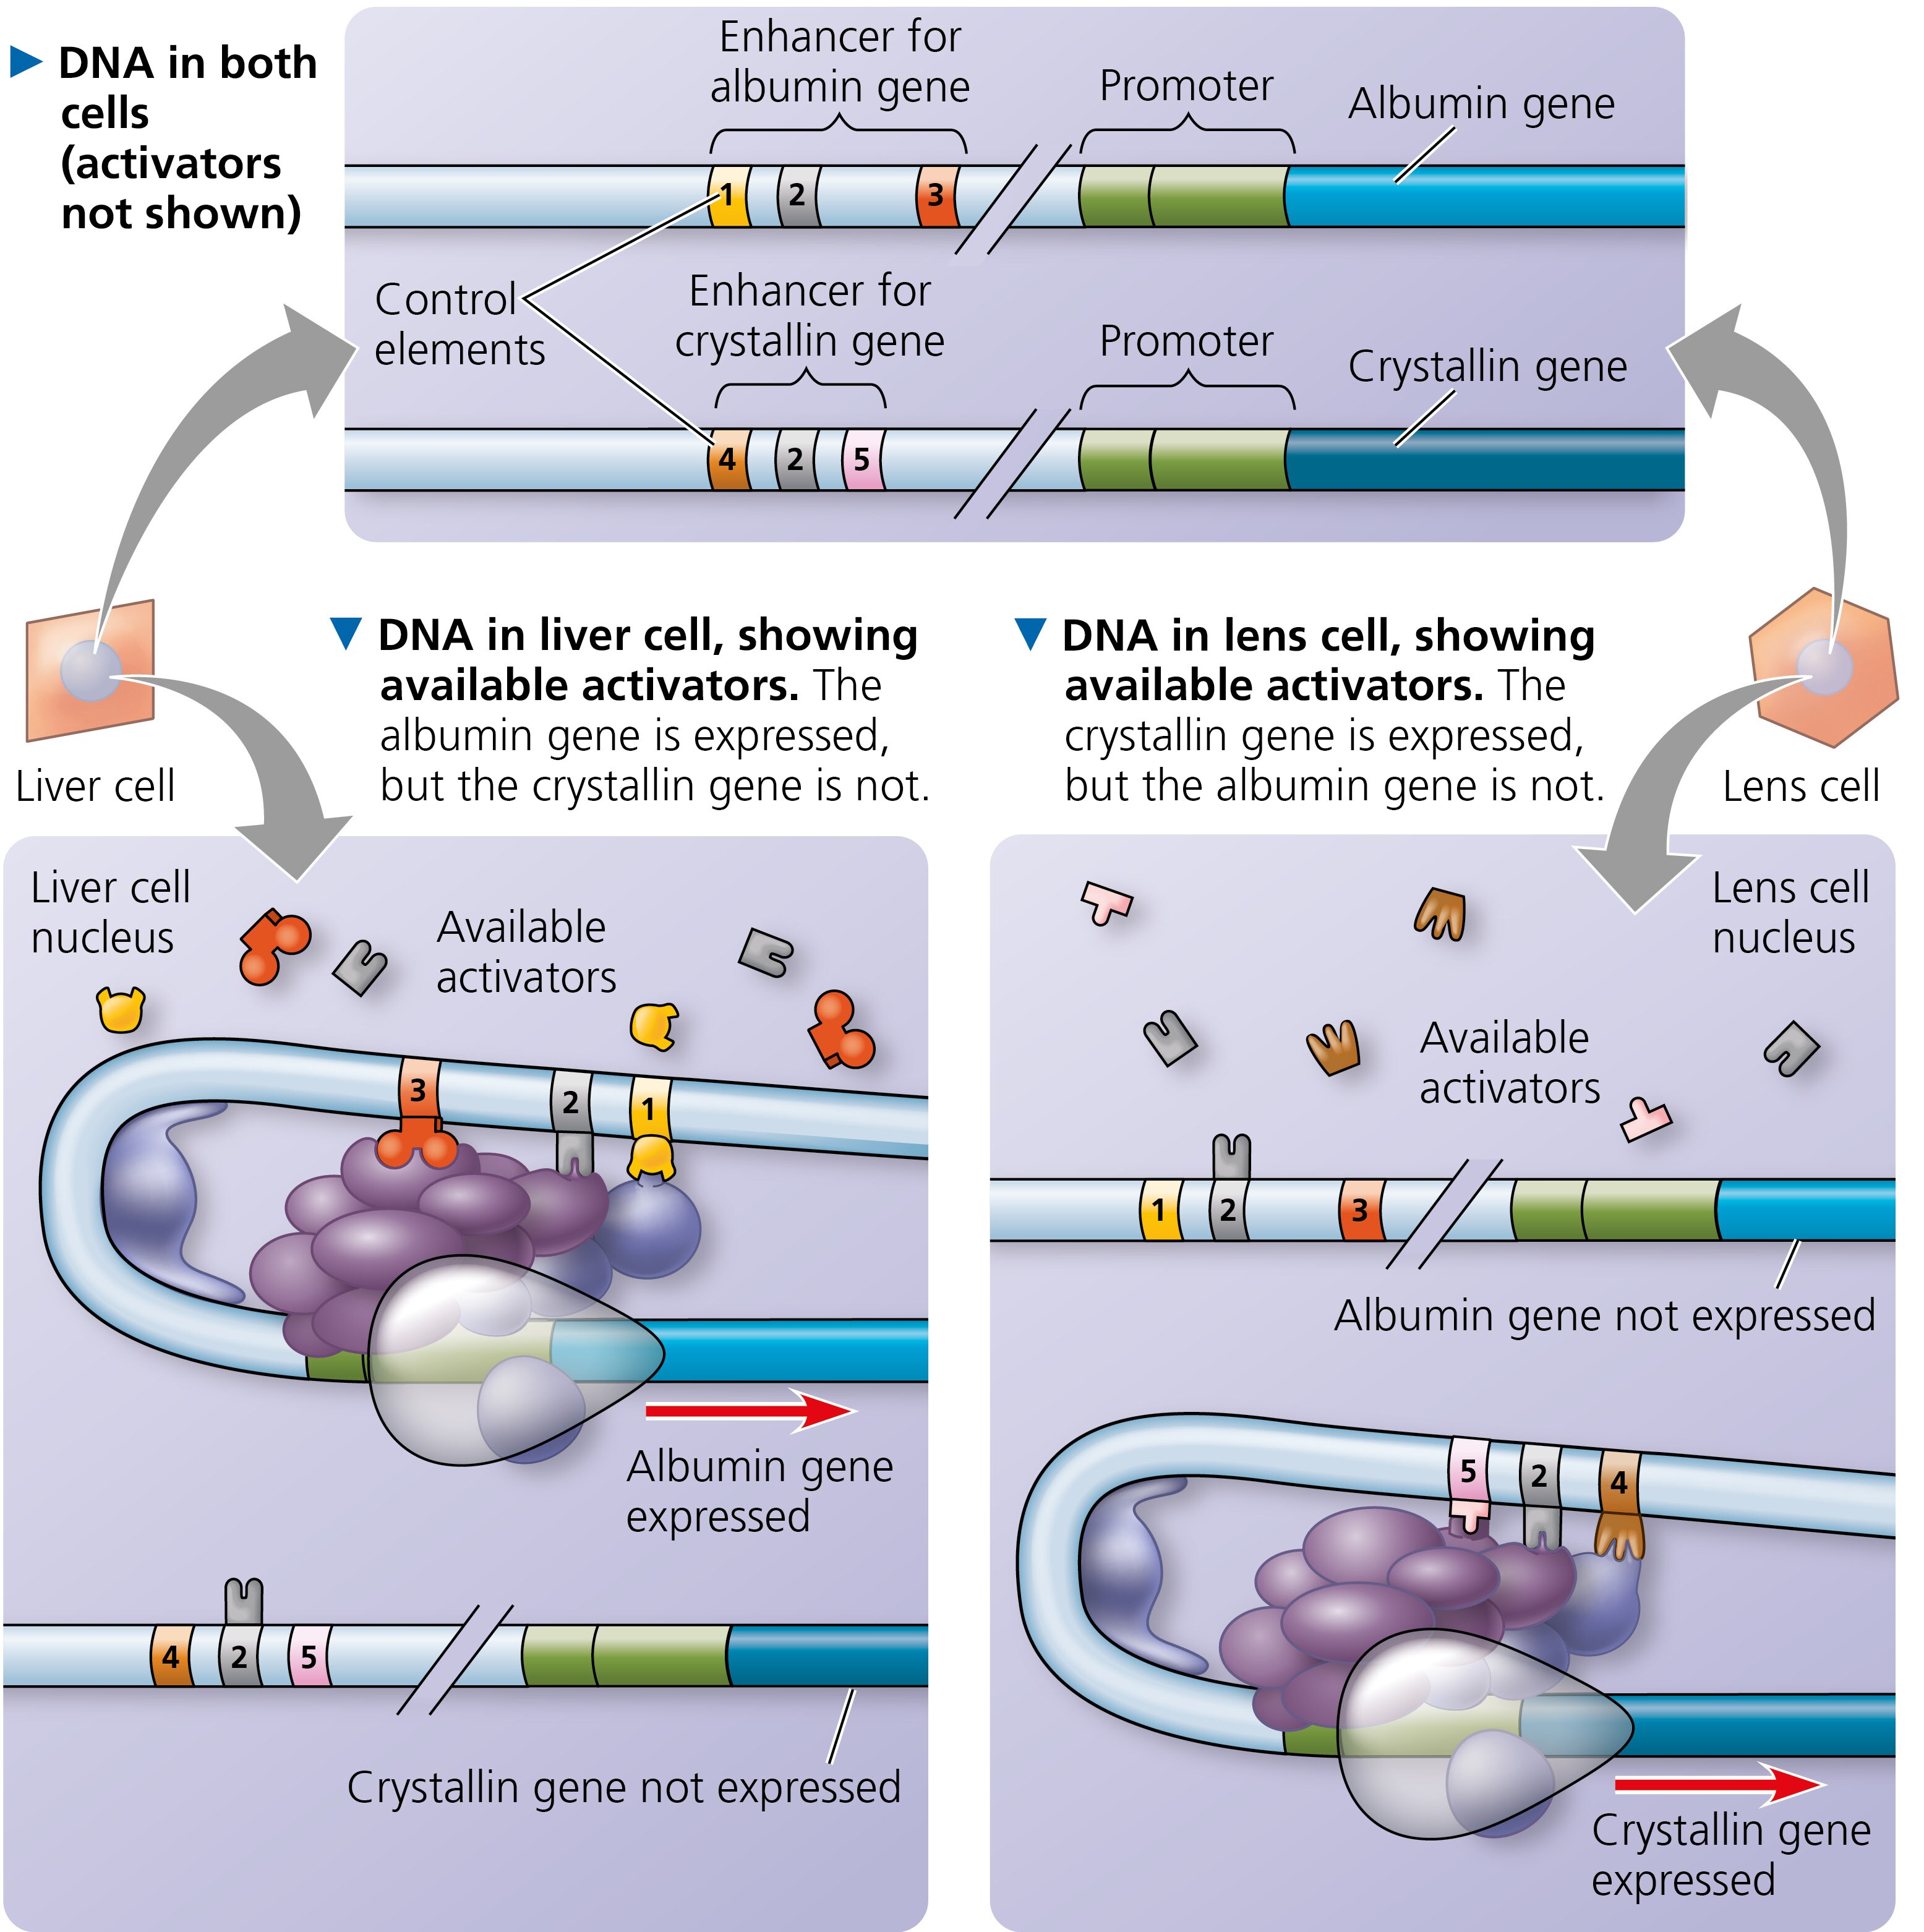 DNA in both
cells
(activators
not shown)
Enhancer for
albumin gene
Promoter
Albumin gene
1
2
3
Control
elements
Enhancer for
crystallin gene
Promoter
Crystallin gene
4
2
5
Liver cell
DNA in liver cell, showing
available activators. The
albumin gene is expressed,
but the crystallin gene is not.
DNA in lens cell, showing
available activators. The
crystallin gene is expressed,
but the albumin gene is not.
Lens cell
Liver cell
nucleus
Available
activators
3
2
1
Albumin gene
expressed
4
2
5
Crystallin gene not expressed
Lens cell
nucleus
Available
activators
1
2
3
Albumin gene not expressed
5
2
4
Crystallin gene
expressed